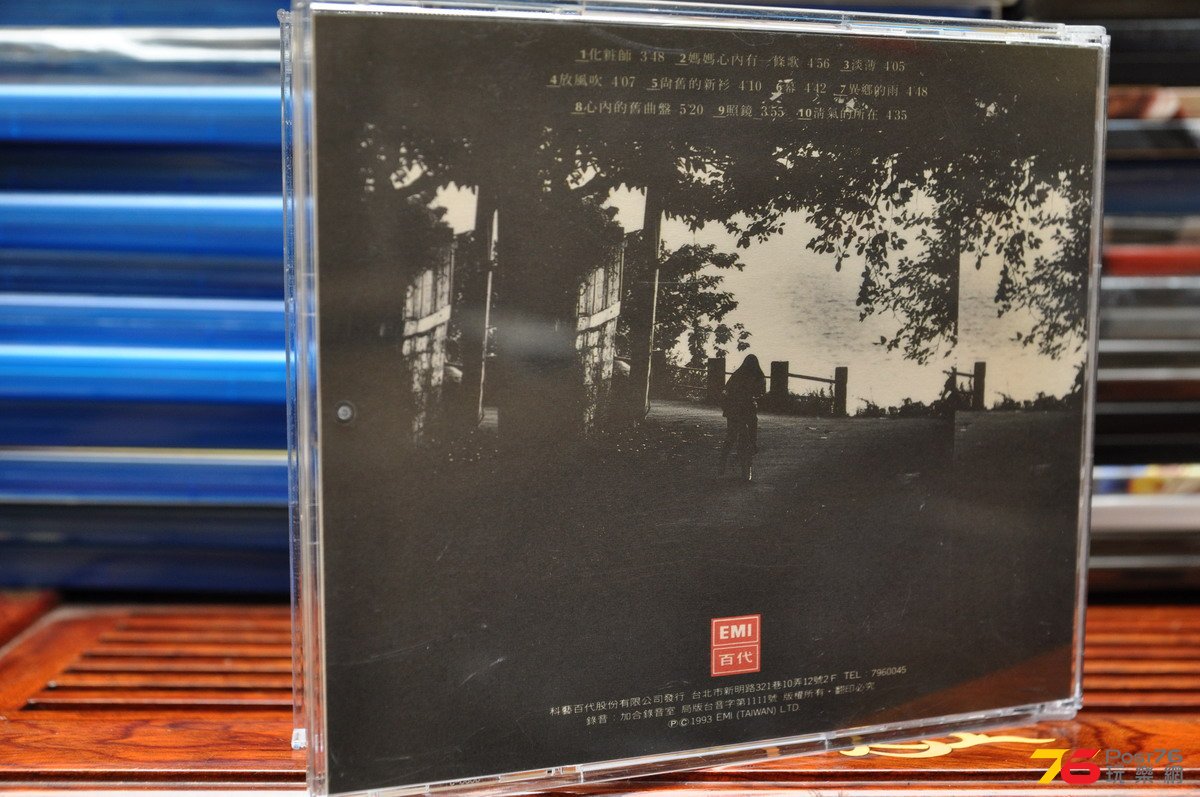 1化粧師 3'48 2媽媽心內有一條歌 4'56 3淡薄 4'05
4放風吹 4'07 5尚舊的新衫 4'10 6幕 4'42 7異鄉的雨 4'48
8心內的舊曲盤 5'20 9照鏡 3'55 10清氣的所在 4'35
EMI
百代
科藝百代股份有限公司發行 台北市新明路321巷10弄12號2F TEL：7960045
錄音：加合錄音室 局版台音字第1111號 版權所有・翻印必究
Ⓟ©1993 EMI (TAIWAN) LTD.
76 Post76
玩樂網